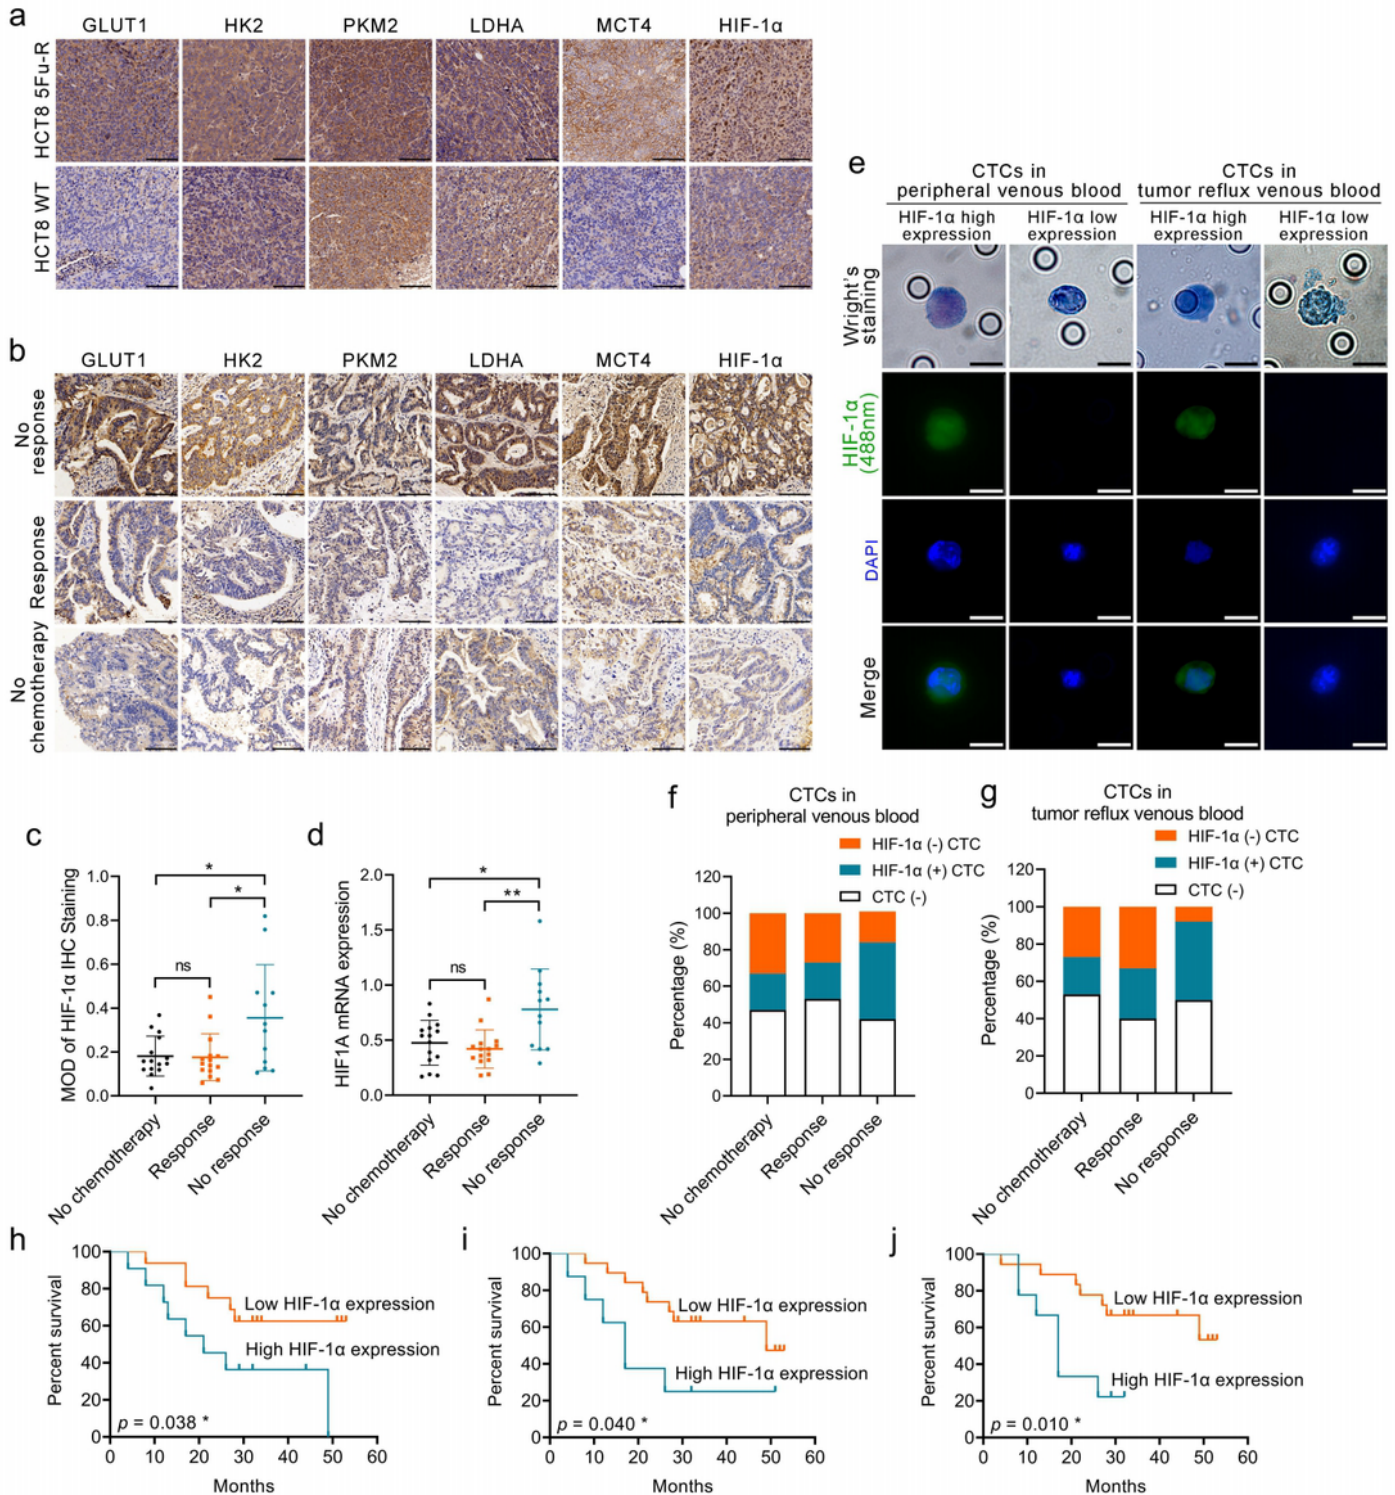 a
GLUT1 HK2 PKM2 LDHA MCT4 HIF-1α
HCT8 5Fu-R
HCT8 WT
b
GLUT1 HK2 PKM2 LDHA MCT4 HIF-1α
No
response
Response
No
chemotherapy
e
CTCs in
peripheral venous blood
CTCs in
tumor reflux venous blood
HIF-1α high
expression
HIF-1α low
expression
HIF-1α high
expression
HIF-1α low
expression
Wright's
staining
HIF-1α
(488nm)
DAPI
Merge
c
MOD of HIF-1α IHC Staining
1.0
0.8
0.6
0.4
0.2
0.0
*
*
ns
No chemotherapy
Response
No response
d
HIF1A mRNA expression
2.0
1.5
1.0
0.5
0.0
*
**
ns
No chemotherapy
Response
No response
f
CTCs in
peripheral venous blood
HIF-1α (-) CTC
HIF-1α (+) CTC
CTC (-)
Percentage (%)
120
100
80
60
40
20
0
No chemotherapy
Response
No response
g
CTCs in
tumor reflux venous blood
HIF-1α (-) CTC
HIF-1α (+) CTC
CTC (-)
Percentage (%)
120
100
80
60
40
20
0
No chemotherapy
Response
No response
h
Percent survival
100
80
60
40
20
0
Low HIF-1α expression
High HIF-1α expression
p = 0.038 *
0 10 20 30 40 50 60
Months
i
Percent survival
100
80
60
40
20
0
Low HIF-1α expression
High HIF-1α expression
p = 0.040 *
0 10 20 30 40 50 60
Months
j
Percent survival
100
80
60
40
20
0
Low HIF-1α expression
High HIF-1α expression
p = 0.010 *
0 10 20 30 40 50 60
Months